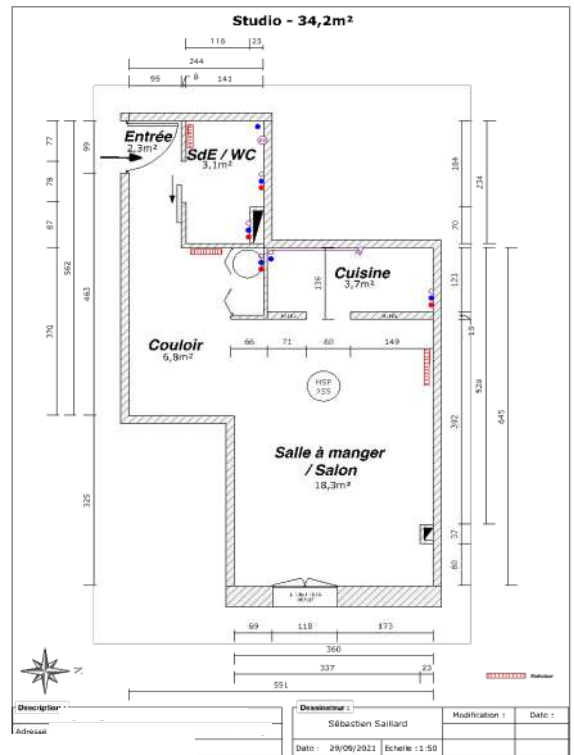 Studio - 34,2m²
116 25
244
95 8 141
Entrée
2,3m²
SdE / WC
3,1m²
77
99
78
67
562
463
370
325
164
234
70
Cuisine
3,7m²
136
123
13
Couloir
6,8m²
66 71 80 149
HSP
528
392
645
Salle à manger
/ Salon
18,3m²
37
80
69 118 173
360
337 23
551
N
Description
Adresse
Dessinateur :
Sébastien Saillard
Modification :
Date :
Date : 29/09/2021
Echelle : 1:50